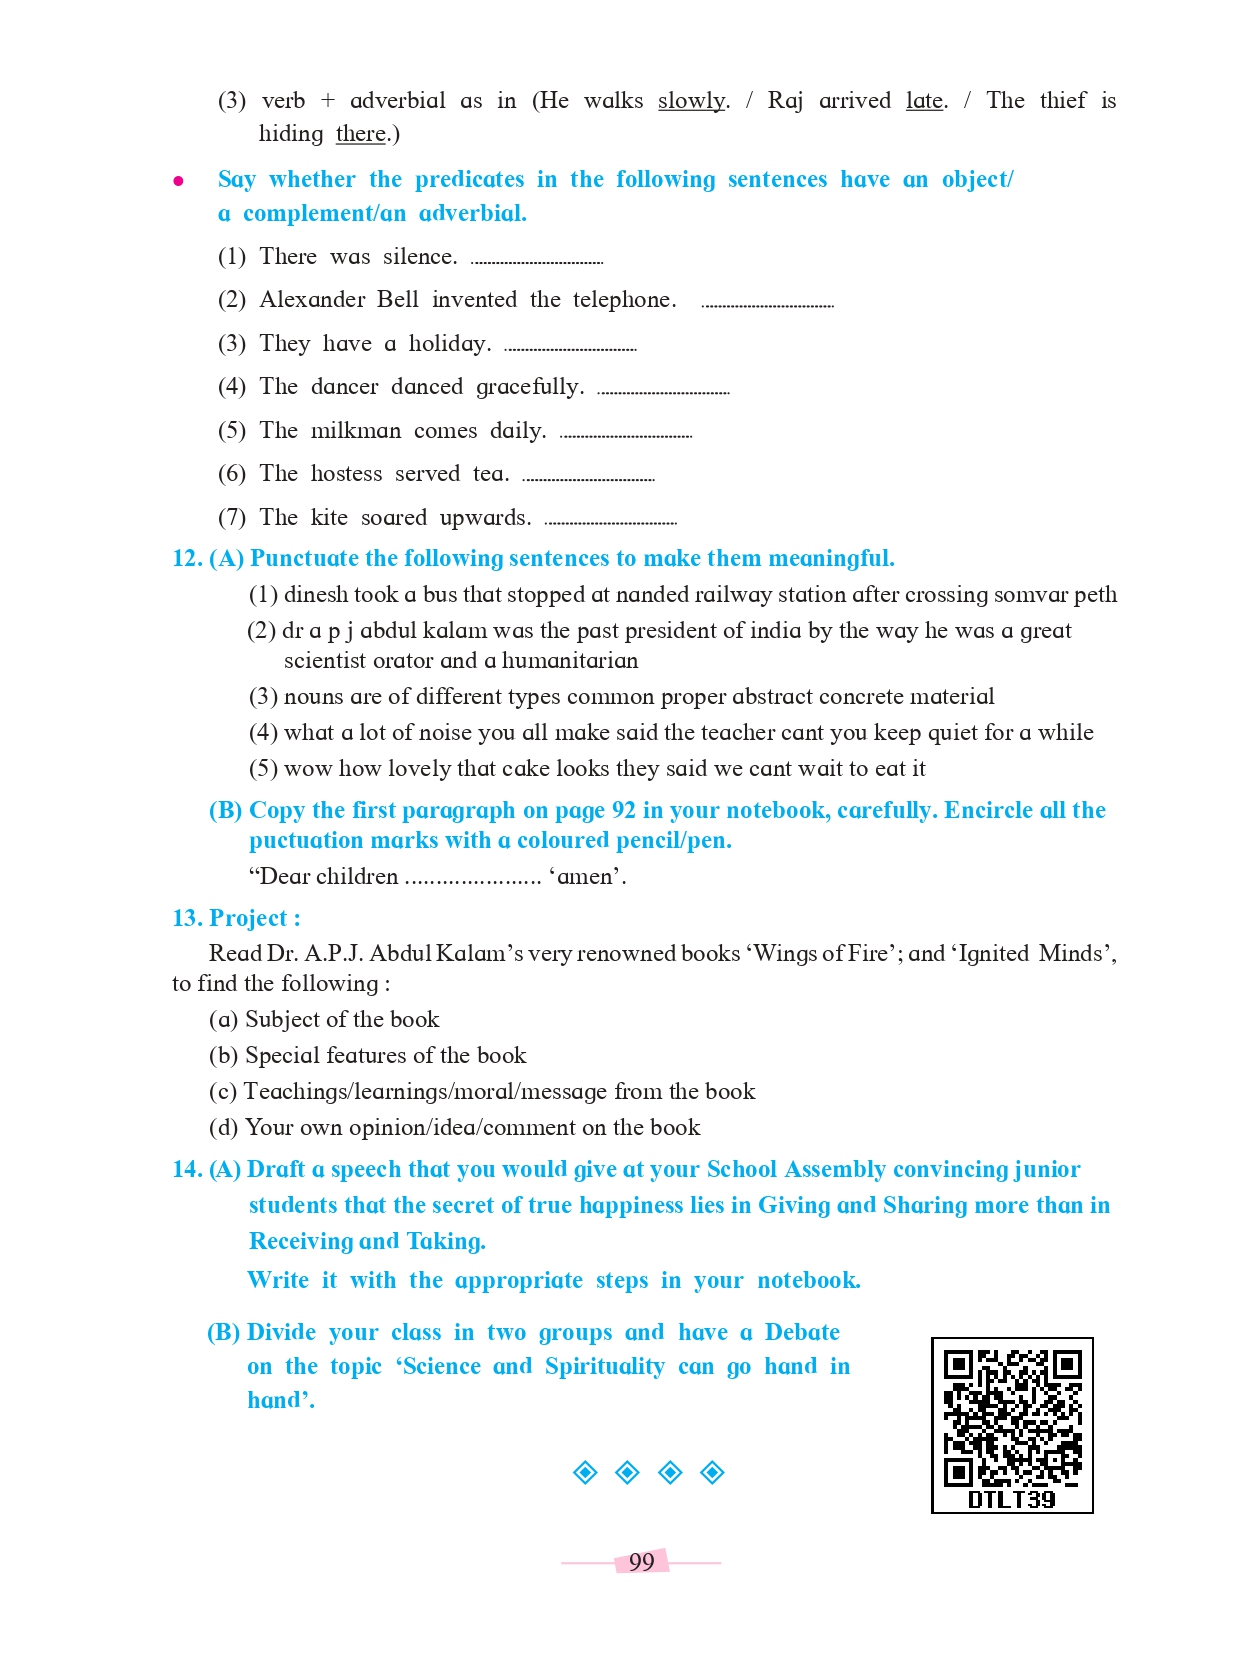 (3) verb + adverbial as in (He walks slowly. / Raj arrived late. / The thief is
hiding there.)
• Say whether the predicates in the following sentences have an object/
a complement/an adverbial.
(1) There was silence. ................................
(2) Alexander Bell invented the telephone. ................................
(3) They have a holiday. ................................
(4) The dancer danced gracefully. ................................
(5) The milkman comes daily. ................................
(6) The hostess served tea. ................................
(7) The kite soared upwards. ................................
12. (A) Punctuate the following sentences to make them meaningful.
(1) dinesh took a bus that stopped at nanded railway station after crossing somvar peth
(2) dr a p j abdul kalam was the past president of india by the way he was a great
scientist orator and a humanitarian
(3) nouns are of different types common proper abstract concrete material
(4) what a lot of noise you all make said the teacher cant you keep quiet for a while
(5) wow how lovely that cake looks they said we cant wait to eat it
(B) Copy the first paragraph on page 92 in your notebook, carefully. Encircle all the
puctuation marks with a coloured pencil/pen.
“Dear children ...................... ‘amen’.
13. Project :
Read Dr. A.P.J. Abdul Kalam’s very renowned books ‘Wings of Fire’; and ‘Ignited Minds’,
to find the following :
(a) Subject of the book
(b) Special features of the book
(c) Teachings/learnings/moral/message from the book
(d) Your own opinion/idea/comment on the book
14. (A) Draft a speech that you would give at your School Assembly convincing junior
students that the secret of true happiness lies in Giving and Sharing more than in
Receiving and Taking.
Write it with the appropriate steps in your notebook.
(B) Divide your class in two groups and have a Debate
on the topic ‘Science and Spirituality can go hand in
hand’.
DTLT39
99